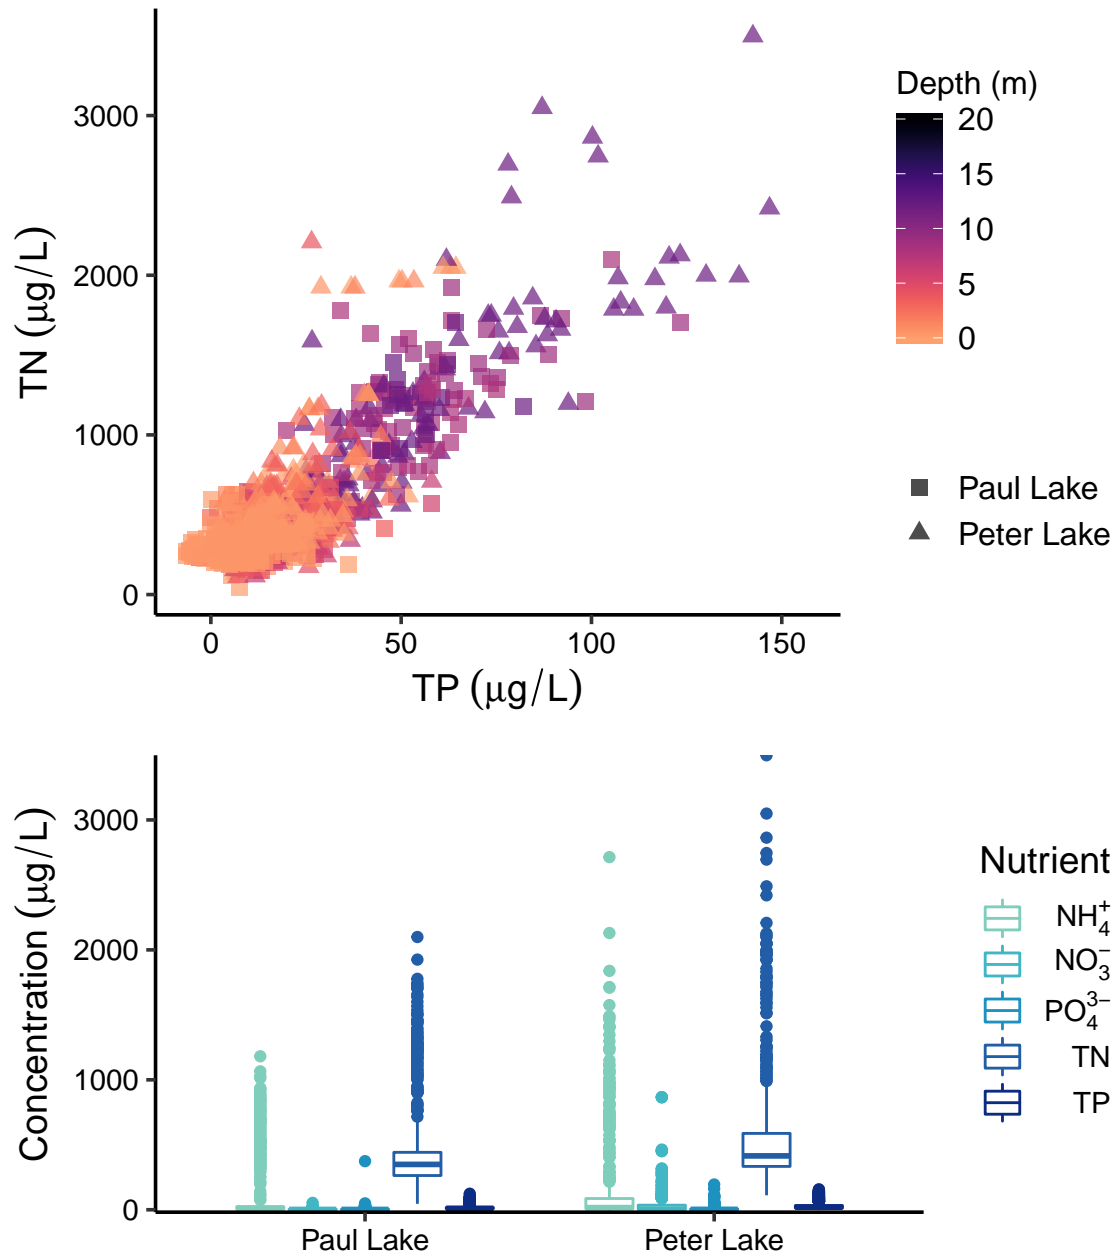 3000
2000
1000
0
TN (μg/L)
0
50
100
150
TP (μg/L)
Depth (m)
20
15
10
5
0
Paul Lake
Peter Lake
3000
2000
1000
0
Concentration (μg/L)
Paul Lake
Peter Lake
Nutrient
NH₄⁺
NO₃⁻
PO₄³⁻
TN
TP